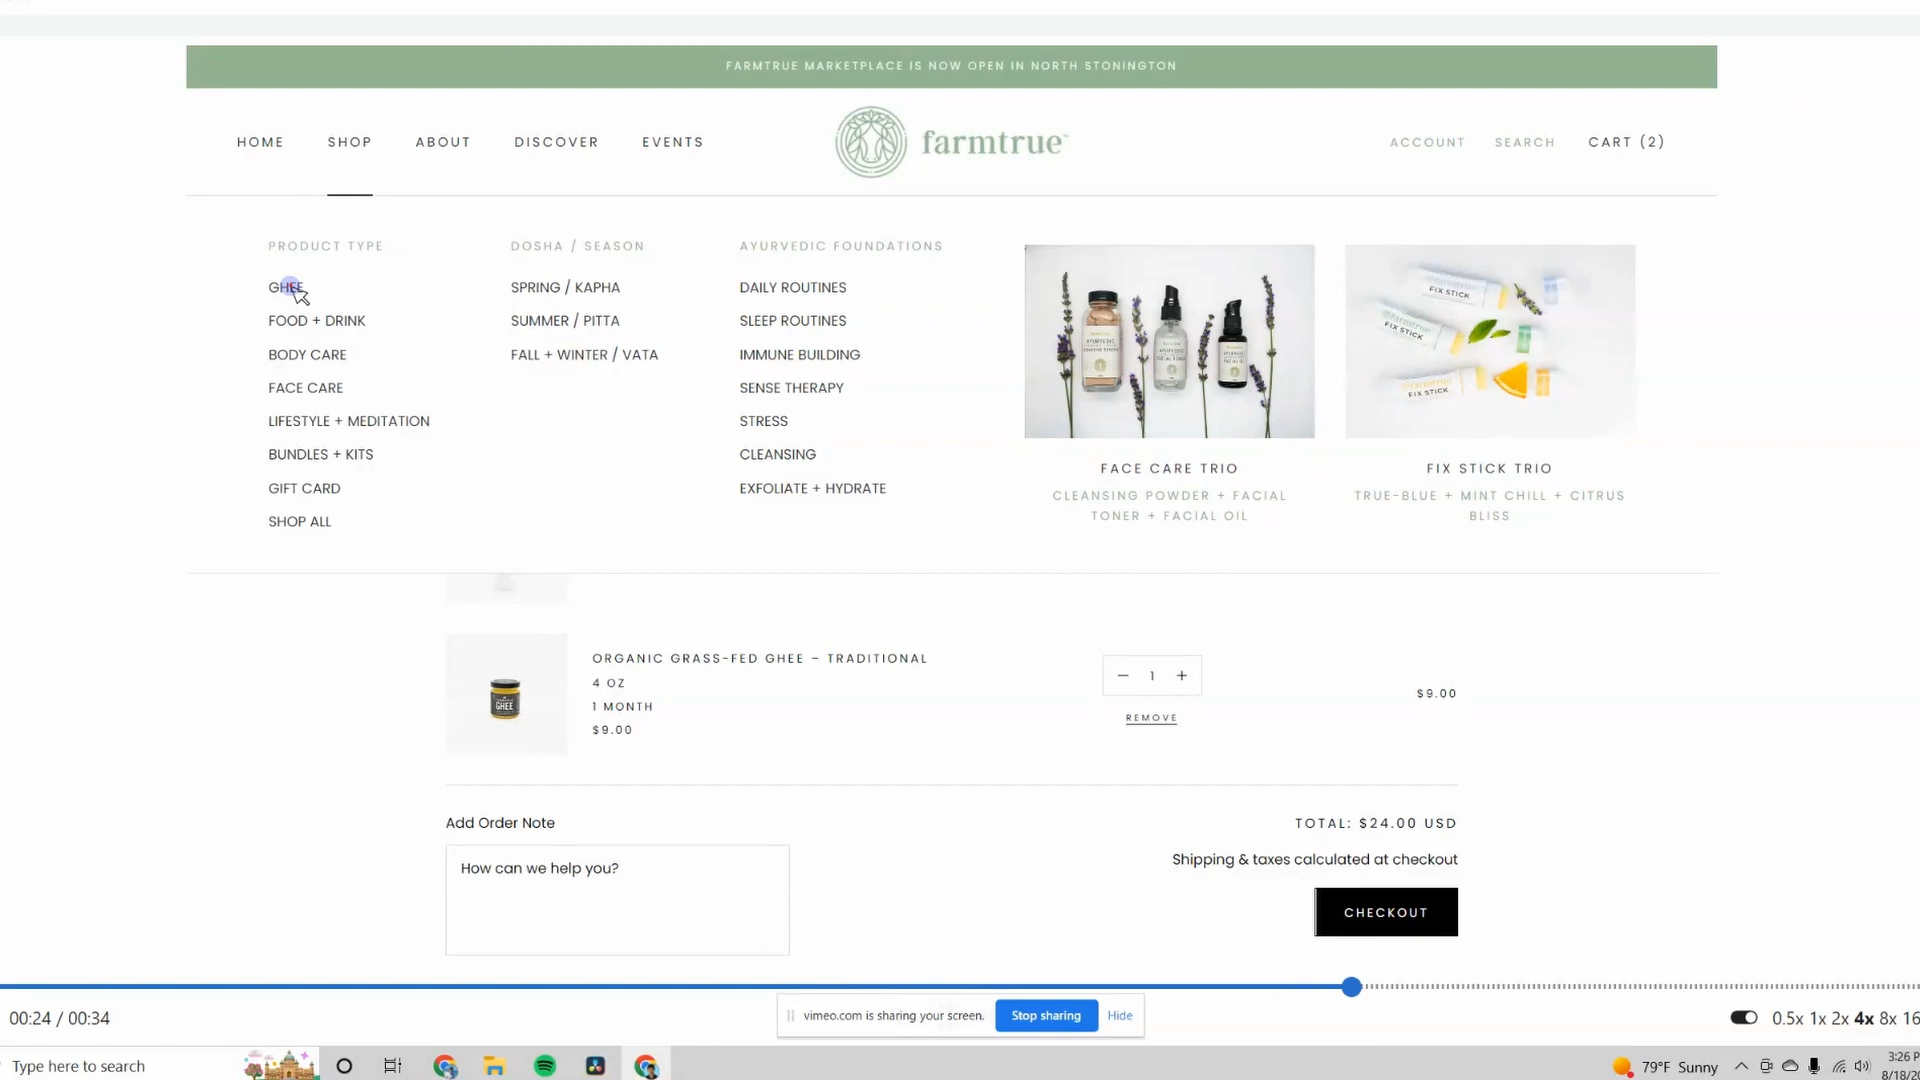 FARMTRUE MARKETPLACE IS NOW OPEN IN NORTH STONINGTON
HOME SHOP ABOUT DISCOVER EVENTS
farmtrue™
ACCOUNT SEARCH CART (2)
PRODUCT TYPE
GHEE
FOOD + DRINK
BODY CARE
FACE CARE
LIFESTYLE + MEDITATION
BUNDLES + KITS
GIFT CARD
SHOP ALL
DOSHA / SEASON
SPRING / KAPHA
SUMMER / PITTA
FALL + WINTER / VATA
AYURVEDIC FOUNDATIONS
DAILY ROUTINES
SLEEP ROUTINES
IMMUNE BUILDING
SENSE THERAPY
STRESS
CLEANSING
EXFOLIATE + HYDRATE
FACE CARE TRIO
CLEANSING POWDER + FACIAL
TONER + FACIAL OIL
FIX STICK
FIX STICK
FIX STICK
FIX STICK TRIO
TRUE-BLUE + MINT CHILL + CITRUS
BLISS
GHEE
ORGANIC GRASS-FED GHEE – TRADITIONAL
4 OZ
1 MONTH
$9.00
− 1 +
REMOVE
$9.00
Add Order Note
How can we help you?
TOTAL: $24.00 USD
Shipping & taxes calculated at checkout
CHECKOUT
00:24 / 00:34
vimeo.com is sharing your screen. Stop sharing Hide
0.5x 1x 2x 4x 8x 16
Type here to search
79°F Sunny
3:26 P
8/18/20